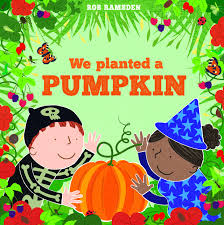 ROB RAMSDEN
We planted a
PUMPKIN